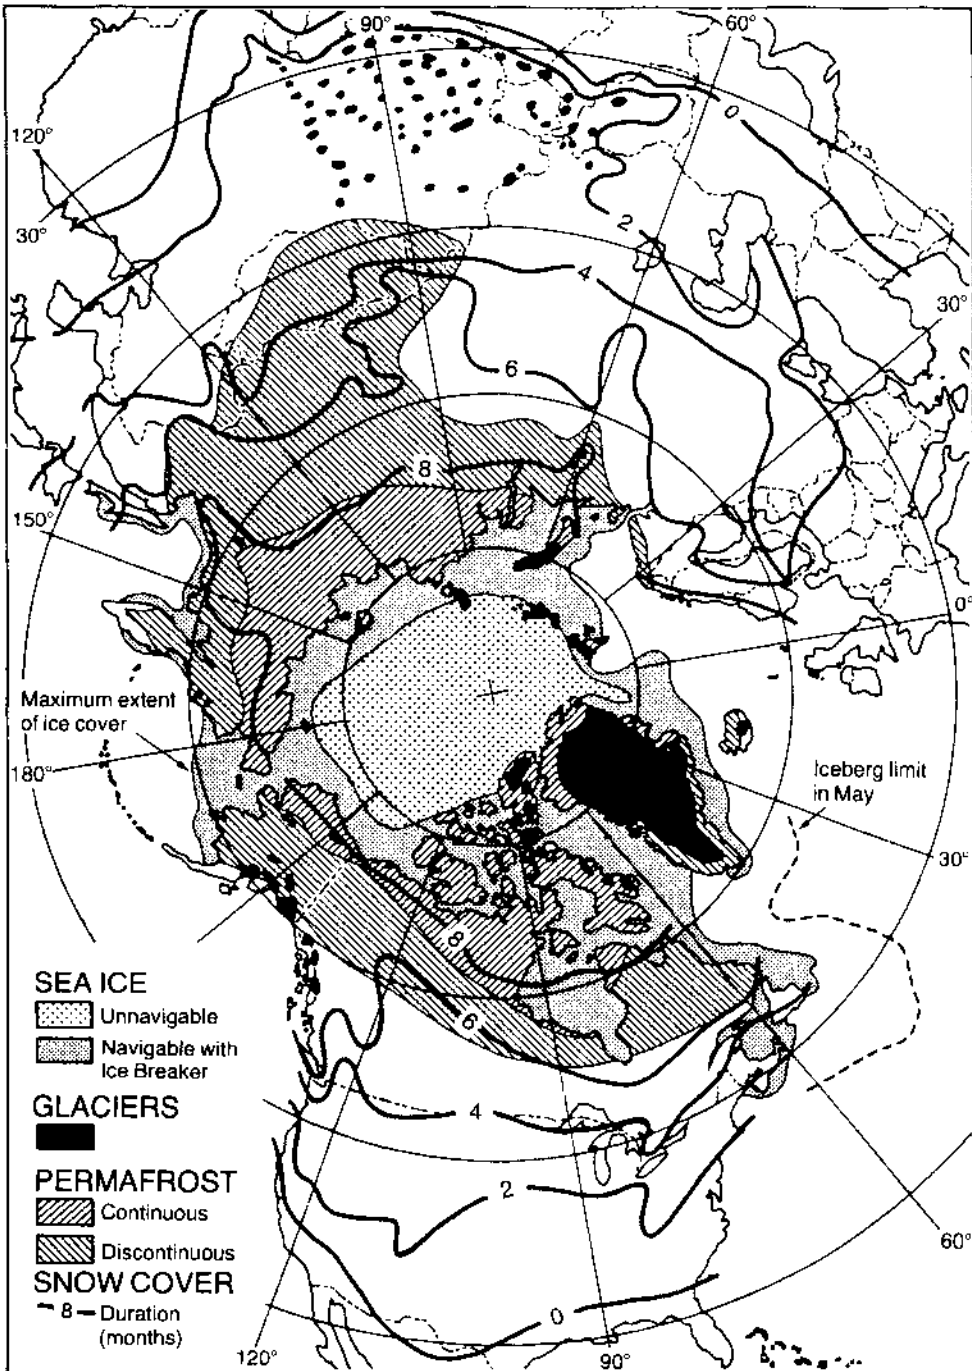 90°
60°
0
120°
30°
2
4
30°
6
8
150°
0°
Maximum extent
of ice cover
180°
Iceberg limit
in May
30°
8
6
SEA ICE
Unnavigable
Navigable with
Ice Breaker
GLACIERS
4
PERMAFROST
Continuous
2
Discontinuous
60°
SNOW COVER
8 Duration
(months)
0
120°
90°